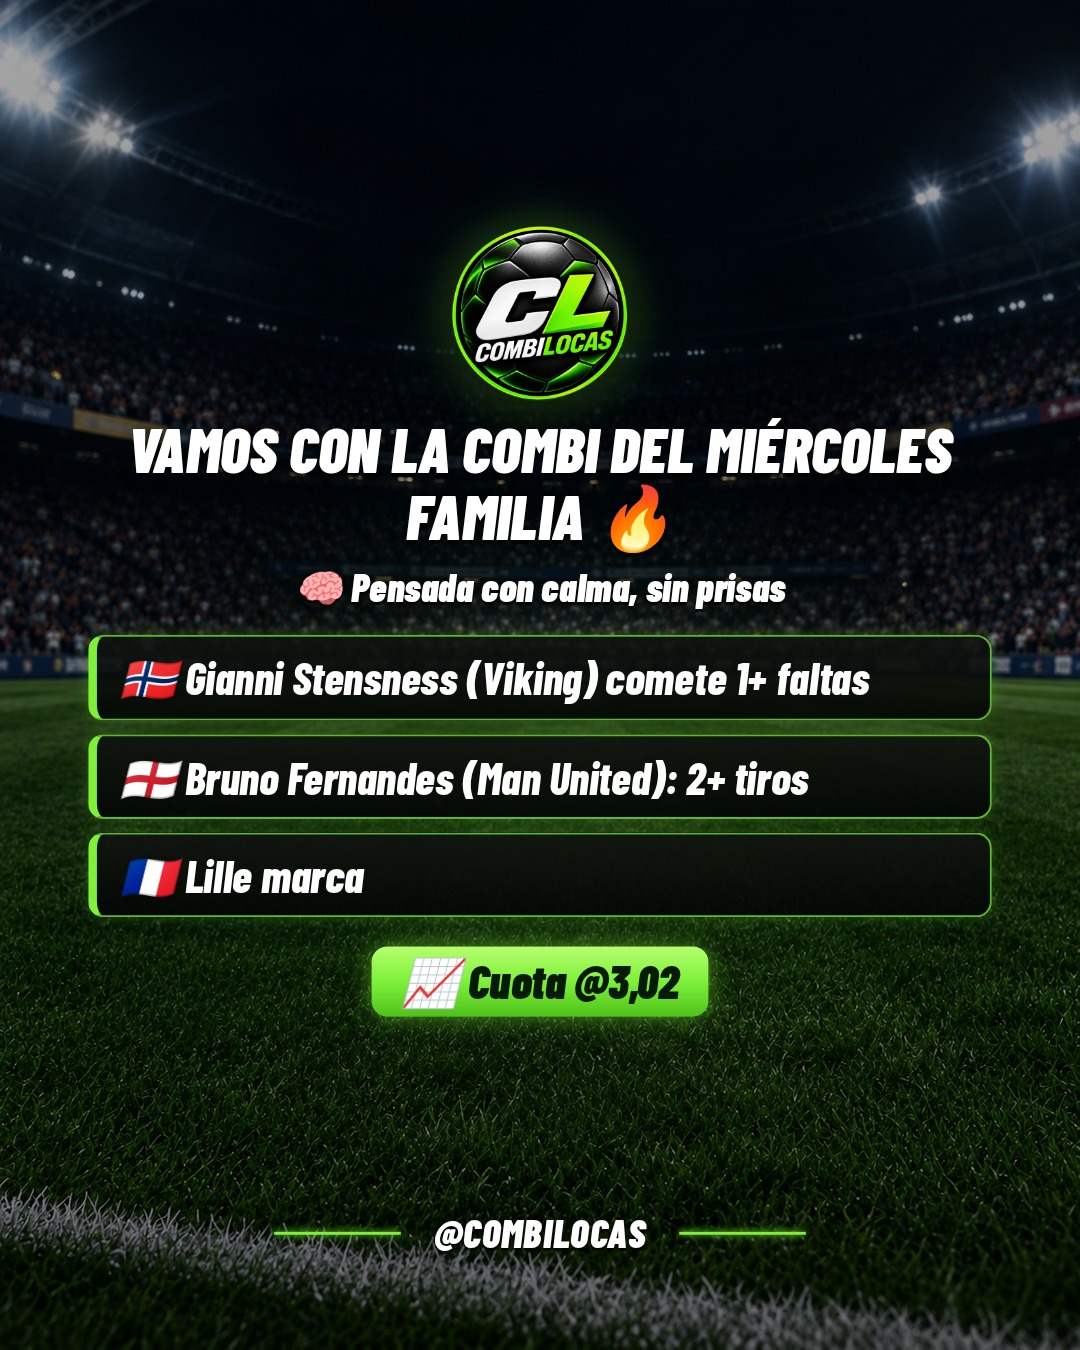 CL
COMBILOCAS
VAMOS CON LA COMBI DEL MIÉRCOLES
FAMILIA 🔥
🧠 Pensada con calma, sin prisas
🇳🇴 Gianni Stensness (Viking) comete 1+ faltas
🏴󠁧󠁢󠁥󠁮󠁧󠁿 Bruno Fernandes (Man United): 2+ tiros
🇫🇷 Lille marca
📈 Cuota @3,02
@COMBILOCAS